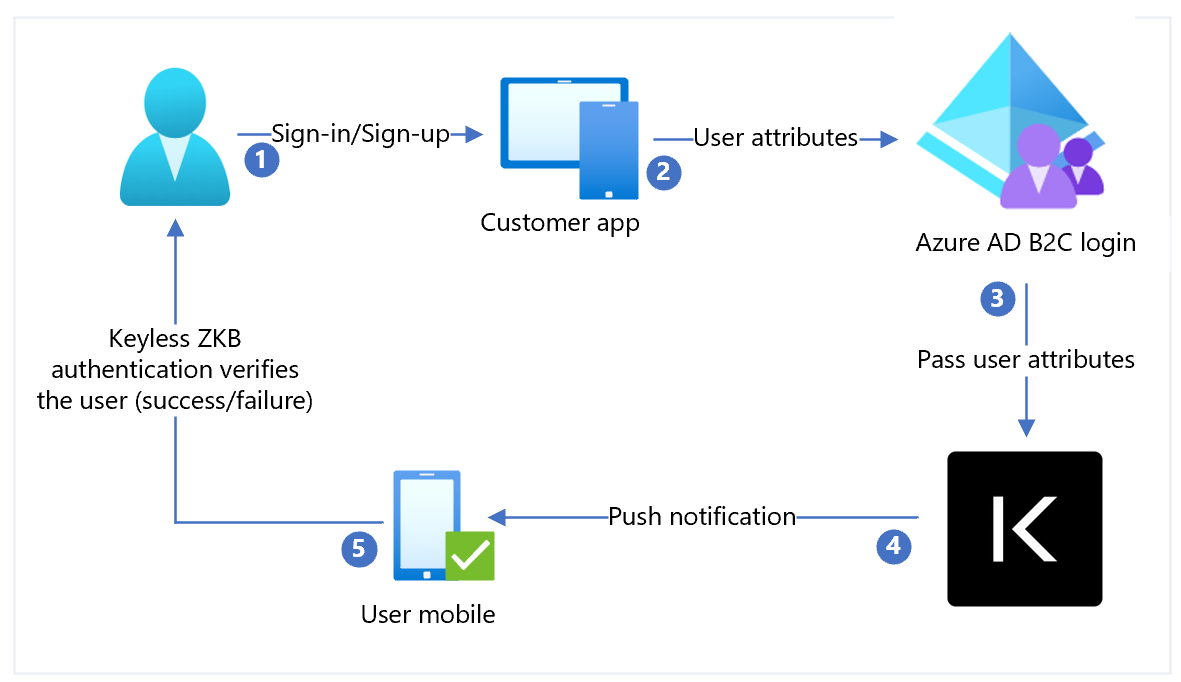 Sign-in/Sign-up
1
Customer app
User attributes
2
Azure AD B2C login
3
Pass user attributes
K
Push notification
4
User mobile
5
Keyless ZKB
authentication verifies
the user (success/failure)